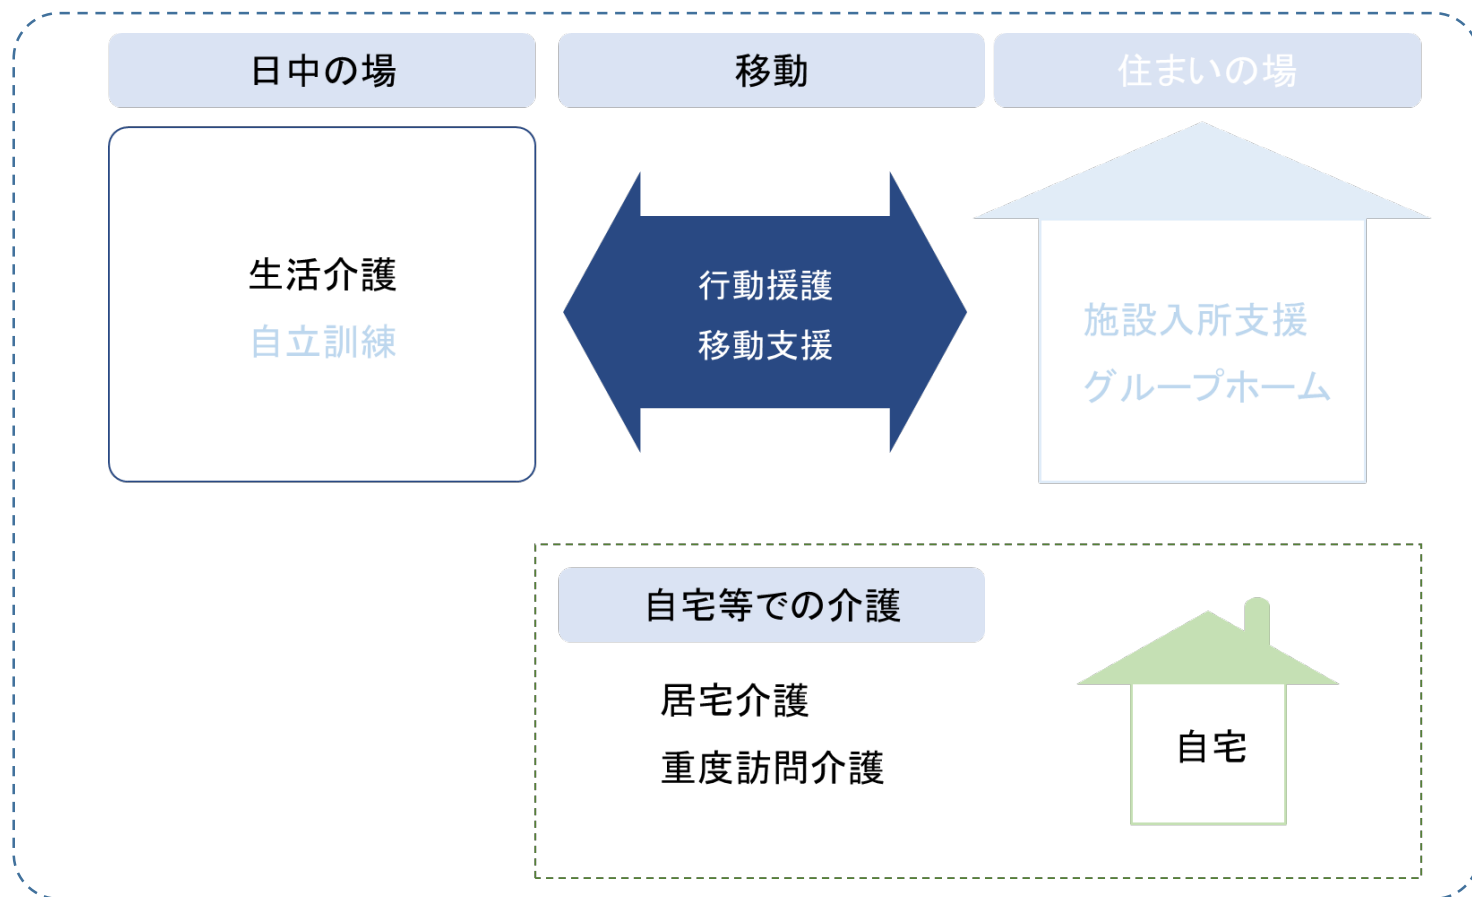 日中の場
移動
住まいの場
生活介護
自立訓練
行動援護
移動支援
施設入所支援
グループホーム
自宅等での介護
居宅介護
重度訪問介護
自宅